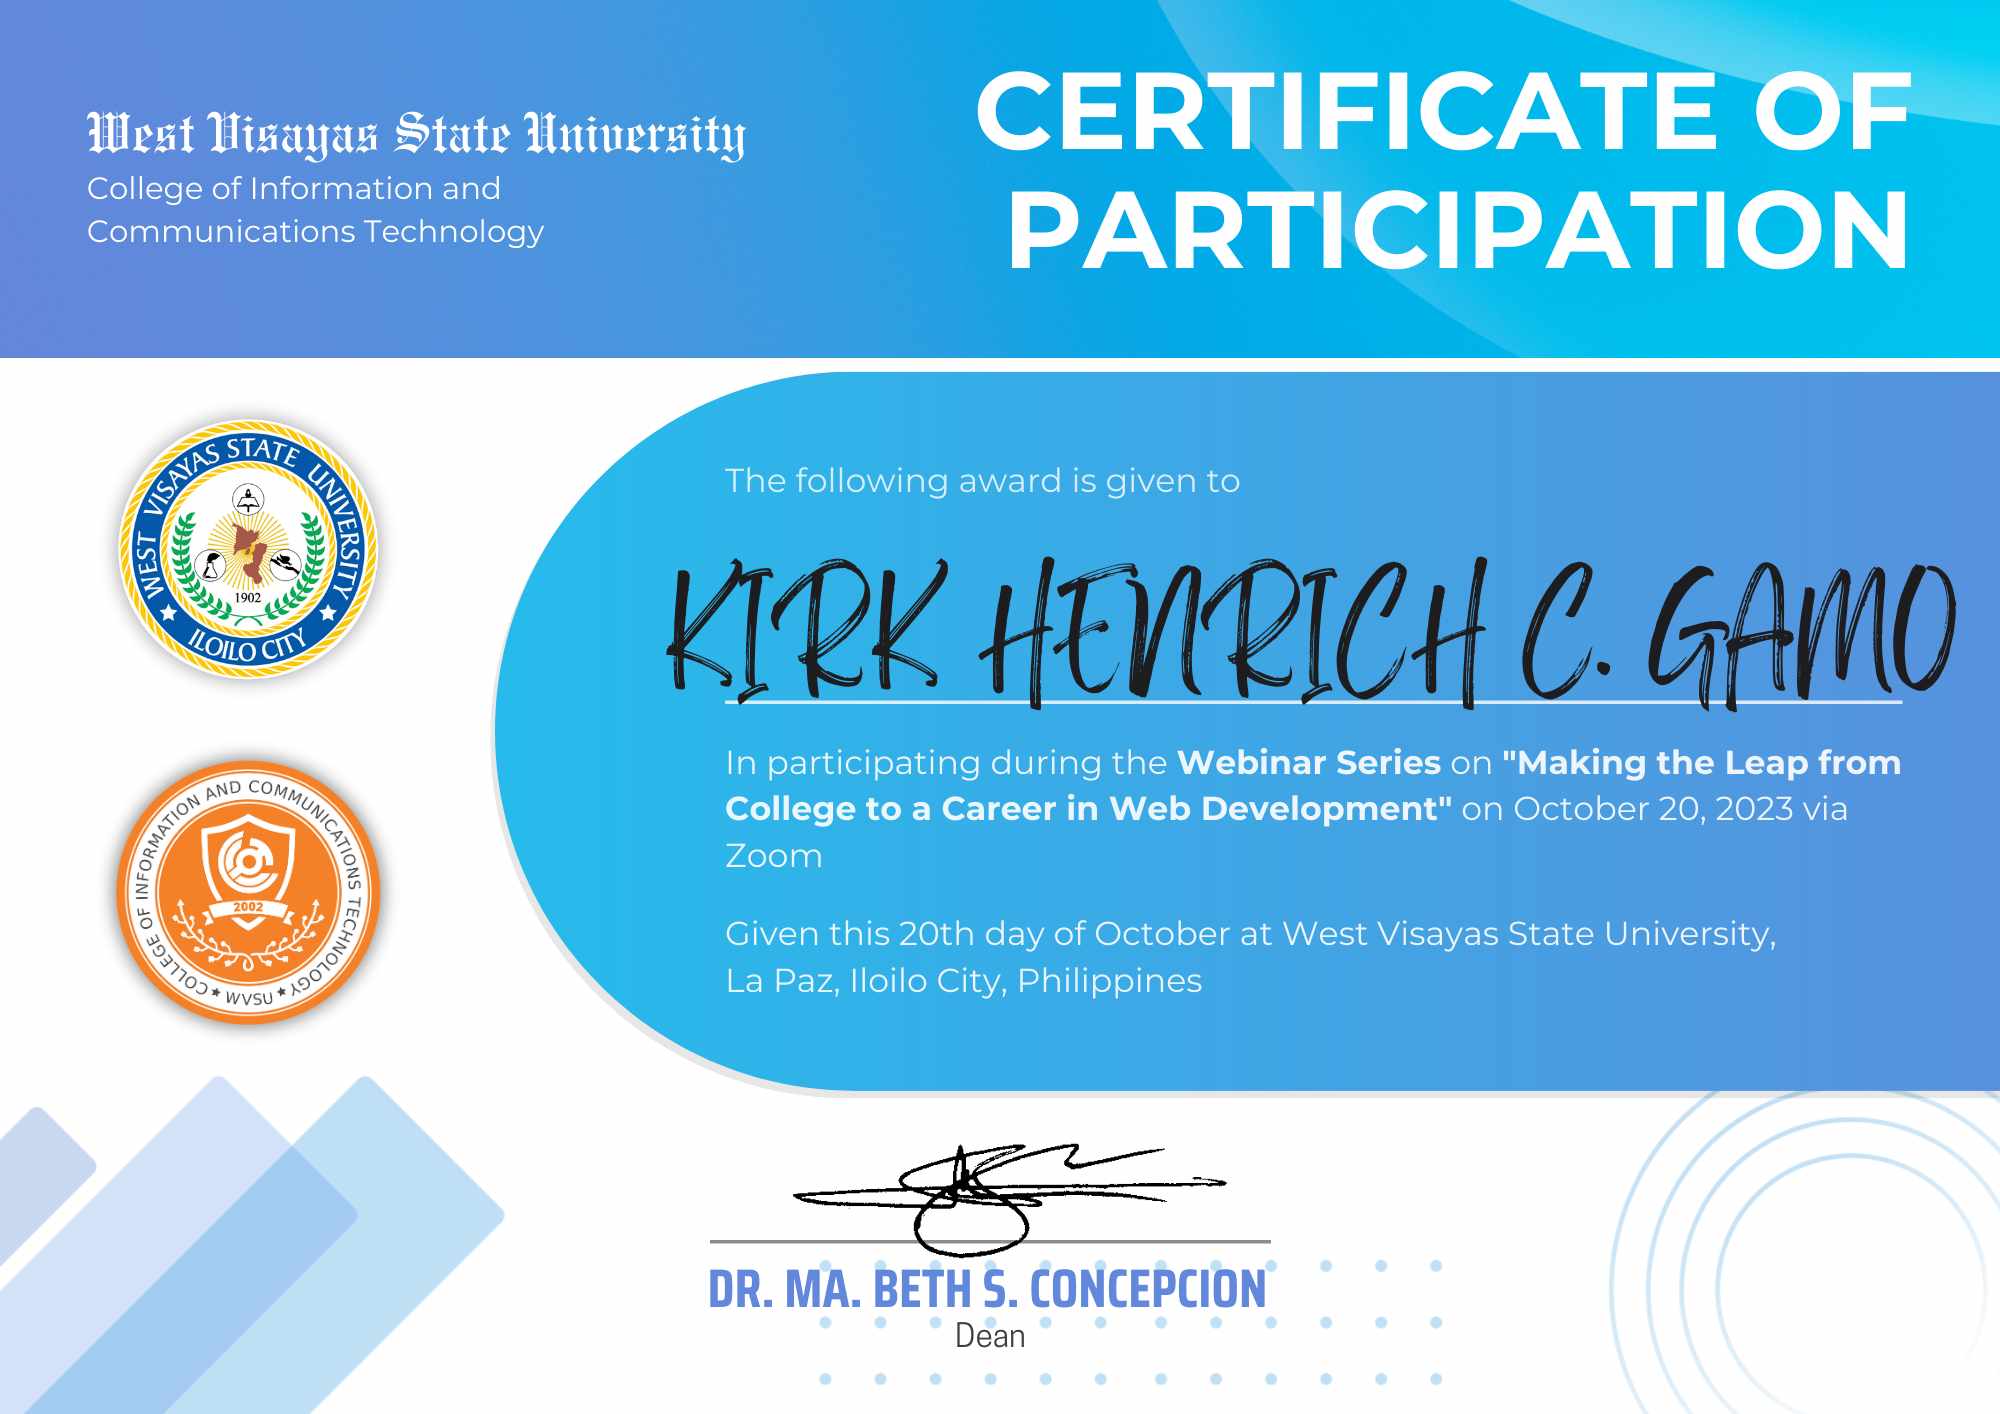 West Visayas State University
College of Information and
Communications Technology
CERTIFICATE OF
PARTICIPATION
WEST VISAYAS STATE UNIVERSITY
1902
ILOILO CITY
COLLEGE OF INFORMATION AND COMMUNICATIONS TECHNOLOGY
2002
WVSU
The following award is given to
KIRK HENRICH C. GAMO
In participating during the Webinar Series on "Making the Leap from
College to a Career in Web Development" on October 20, 2023 via
Zoom
Given this 20th day of October at West Visayas State University,
La Paz, Iloilo City, Philippines
DR. MA. BETH S. CONCEPCION
Dean